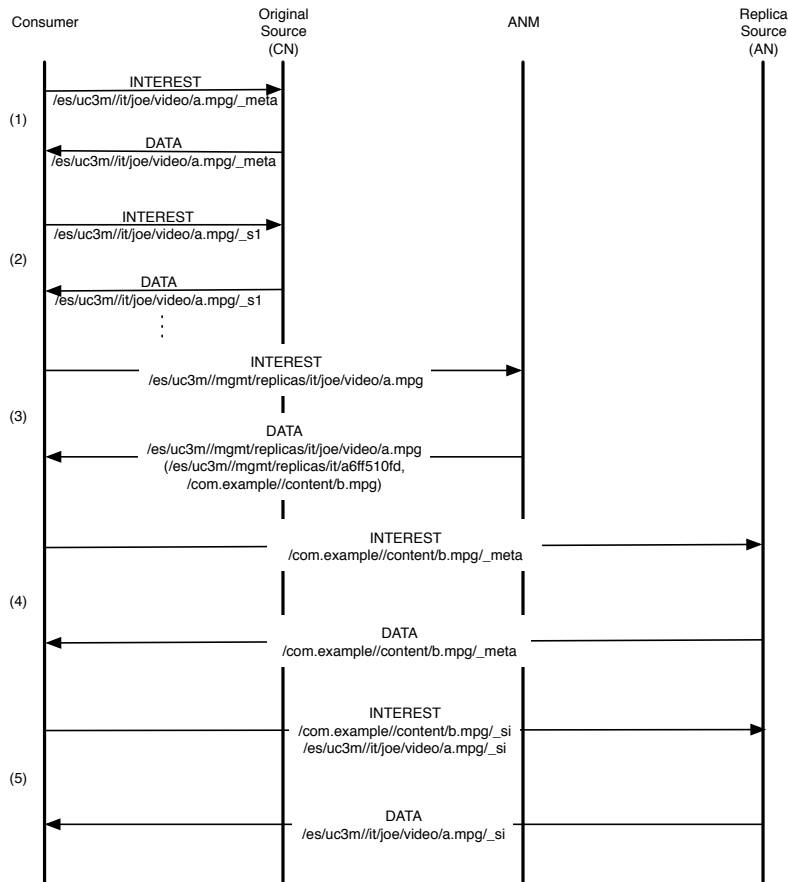 Consumer
Original
Source
(CN)
ANM
Replica
Source
(AN)
INTEREST
/es/uc3m//it/joe/video/a.mpg/_meta
(1)
DATA
/es/uc3m//it/joe/video/a.mpg/_meta
INTEREST
/es/uc3m//it/joe/video/a.mpg/_s1
(2)
DATA
/es/uc3m//it/joe/video/a.mpg/_s1
INTEREST
/es/uc3m//mgmt/replicas/it/joe/video/a.mpg
(3)
DATA
/es/uc3m//mgmt/replicas/it/joe/video/a.mpg
(/es/uc3m//mgmt/replicas/it/a6ff510fd,
/com.example//content/b.mpg)
INTEREST
/com.example//content/b.mpg/_meta
(4)
DATA
/com.example//content/b.mpg/_meta
INTEREST
/com.example//content/b.mpg/_si
/es/uc3m//it/joe/video/a.mpg/_si
(5)
DATA
/es/uc3m//it/joe/video/a.mpg/_si